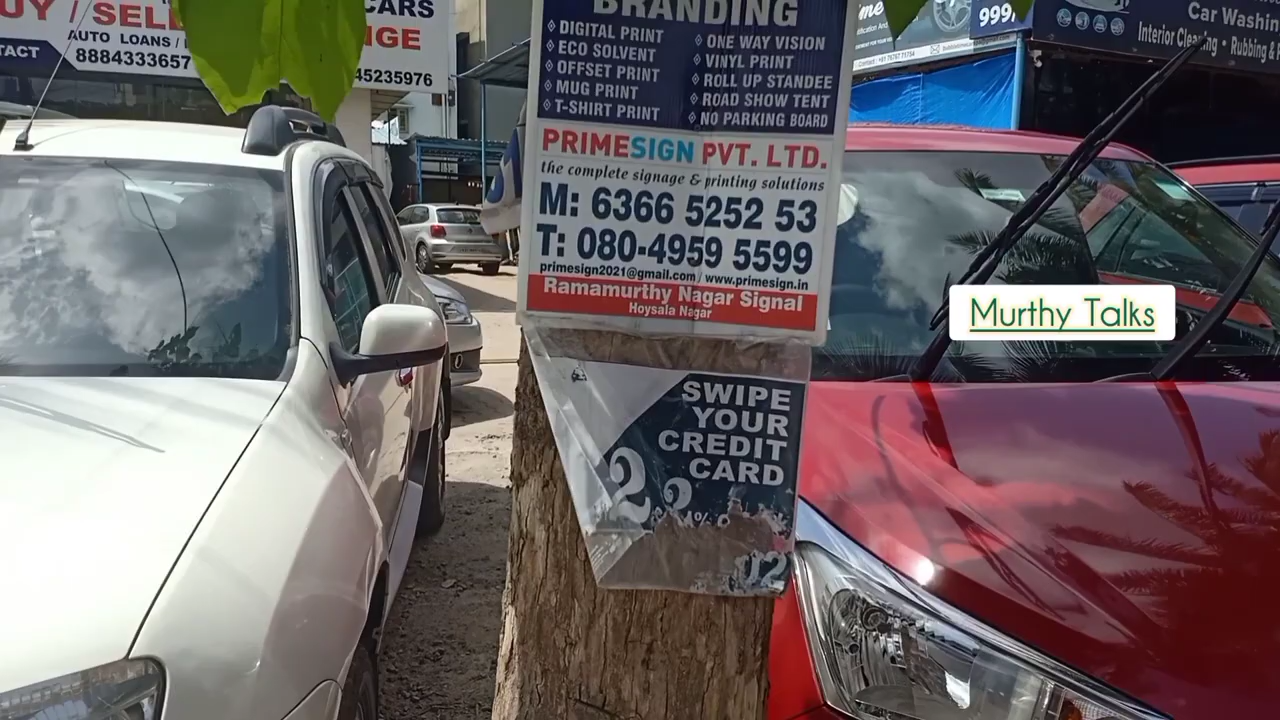 UY / SELL
CARS
AUTO LOANS /
NGE
TACT
8884333657
45235976
BRANDING
DIGITAL PRINT
ECO SOLVENT
OFFSET PRINT
MUG PRINT
T-SHIRT PRINT
ONE WAY VISION
VINYL PRINT
ROLL UP STANDEE
ROAD SHOW TENT
NO PARKING BOARD
PRIMESIGN PVT. LTD.
the complete signage & printing solutions
M: 6366 5252 53
T: 080-4959 5599
primesign2021@gmail.com / www.primesign.in
Ramamurthy Nagar Signal
Hoysala Nagar
SWIPE
YOUR
CREDIT
CARD
2
02
999
Car Washing
Interior Cleaning • Rubbing &
Murthy Talks